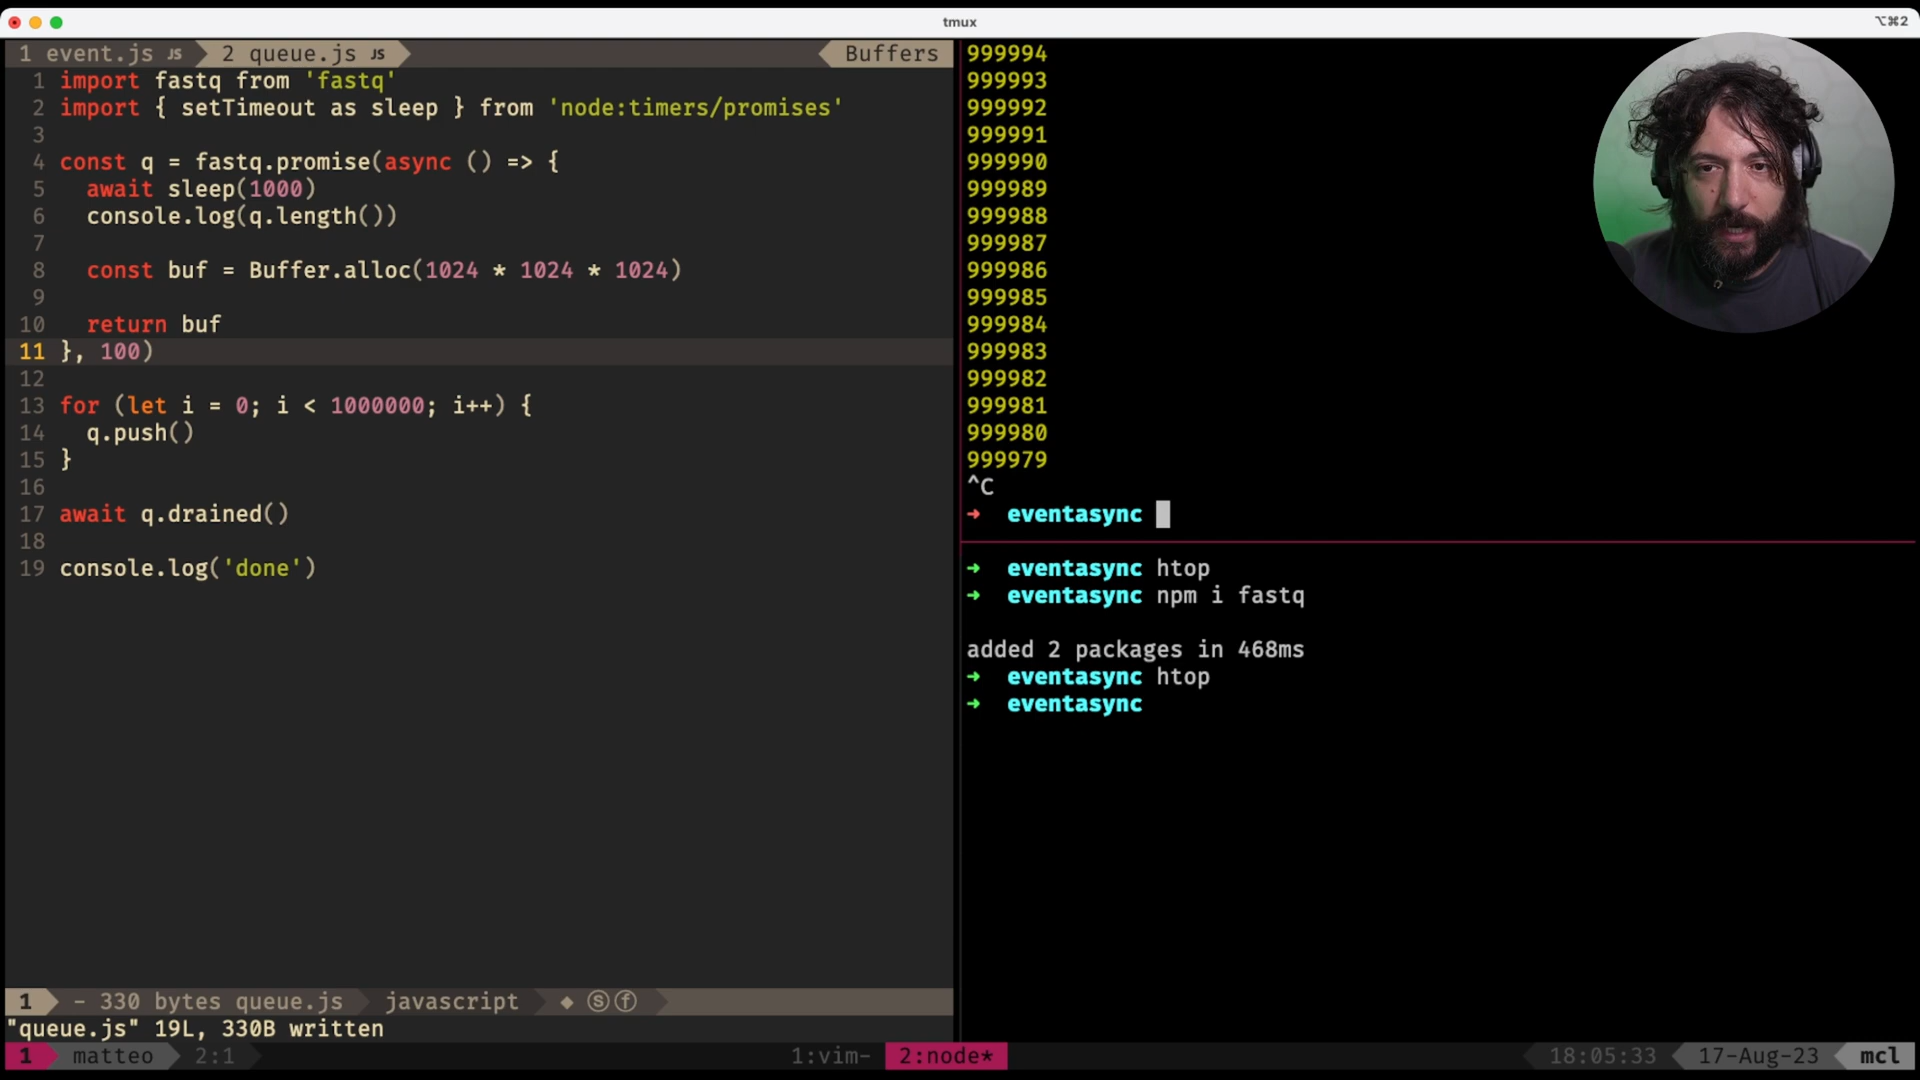 tmux
⌥⌘2
1 event.js JS 2 queue.js JS Buffers
1 import fastq from 'fastq'
2 import { setTimeout as sleep } from 'node:timers/promises'
3
4 const q = fastq.promise(async () => {
5 await sleep(1000)
6 console.log(q.length())
7
8 const buf = Buffer.alloc(1024 * 1024 * 1024)
9
10 return buf
11 }, 100)
12
13 for (let i = 0; i < 1000000; i++) {
14 q.push()
15 }
16
17 await q.drained()
18
19 console.log('done')
1 - 330 bytes queue.js javascript ◆ ⓢⓕ
"queue.js" 19L, 330B written
999994
999993
999992
999991
999990
999989
999988
999987
999986
999985
999984
999983
999982
999981
999980
999979
^C
→ eventasync
→ eventasync htop
→ eventasync npm i fastq
added 2 packages in 468ms
→ eventasync htop
→ eventasync
1 matteo 2:1 1:vim- 2:node* 18:05:33 17-Aug-23 mcl